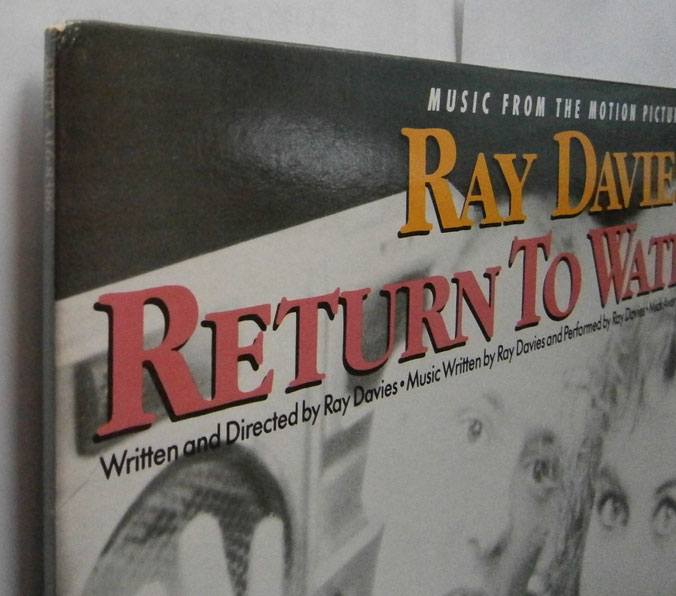 MUSIC FROM THE MOTION PICTU
RAY DAVIE
RETURN TO WAT
Written and Directed by Ray Davies • Music Written by Ray Davies and Performed by Ray Davies •